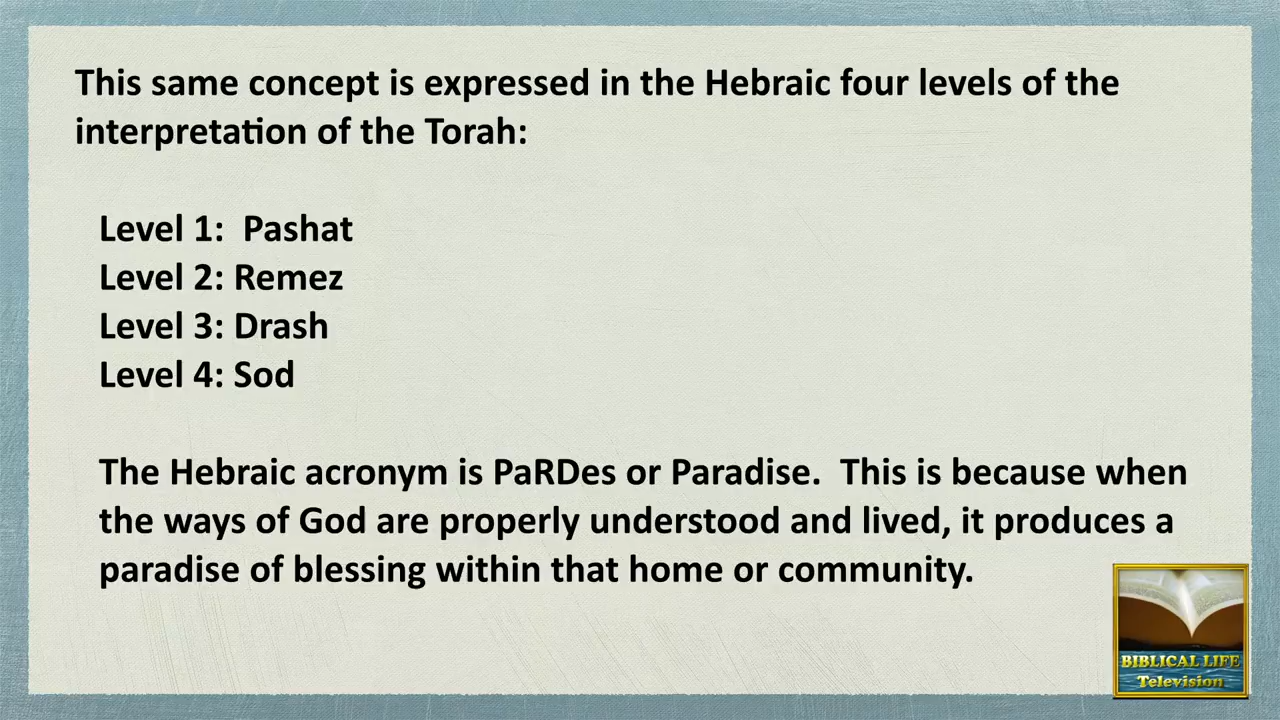 This same concept is expressed in the Hebraic four levels of the
interpretation of the Torah:
Level 1:  Pashat
Level 2: Remez
Level 3: Drash
Level 4: Sod
The Hebraic acronym is PaRDes or Paradise.  This is because when
the ways of God are properly understood and lived, it produces a
paradise of blessing within that home or community.
BIBLICAL LIFE
Television